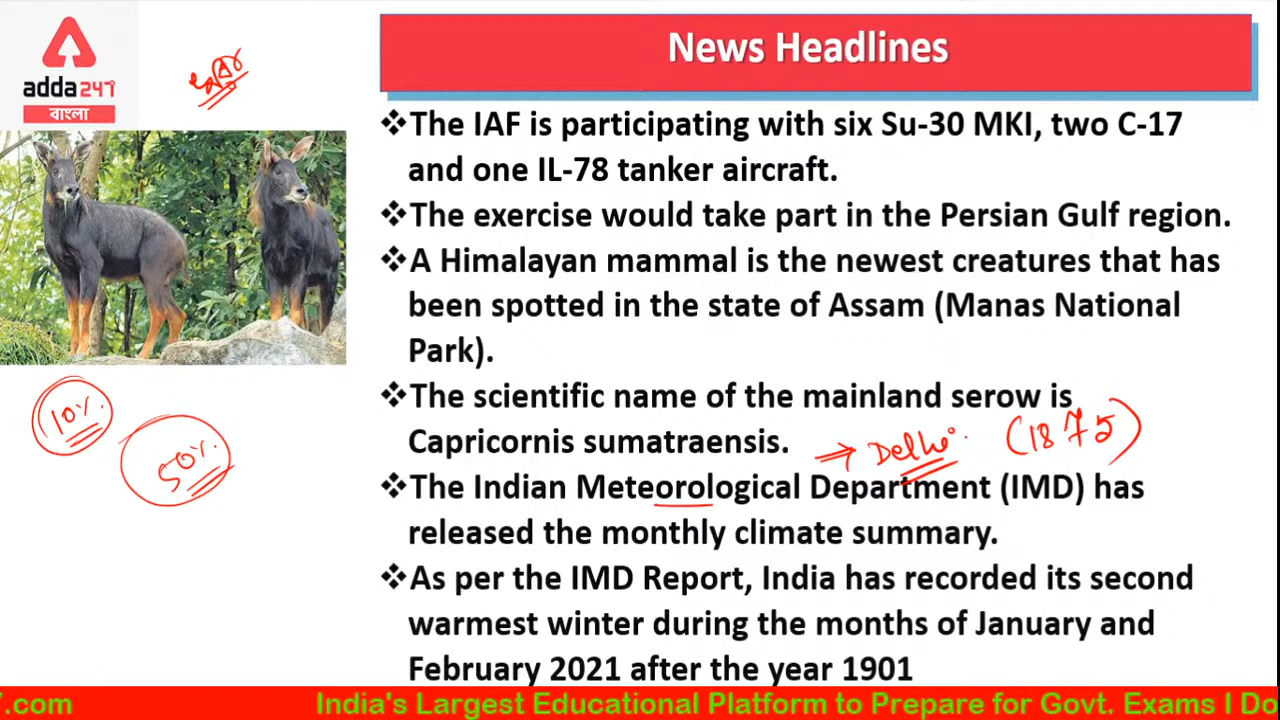 adda247
বাংলা
News Headlines
❖The IAF is participating with six Su-30 MKI, two C-17
and one IL-78 tanker aircraft.
❖The exercise would take part in the Persian Gulf region.
❖A Himalayan mammal is the newest creatures that has
been spotted in the state of Assam (Manas National
Park).
❖The scientific name of the mainland serow is
Capricornis sumatraensis.
→ Delhi (1875)
10%
50%
❖The Indian Meteorological Department (IMD) has
released the monthly climate summary.
❖As per the IMD Report, India has recorded its second
warmest winter during the months of January and
February 2021 after the year 1901
7.com India's Largest Educational Platform to Prepare for Govt. Exams I Do